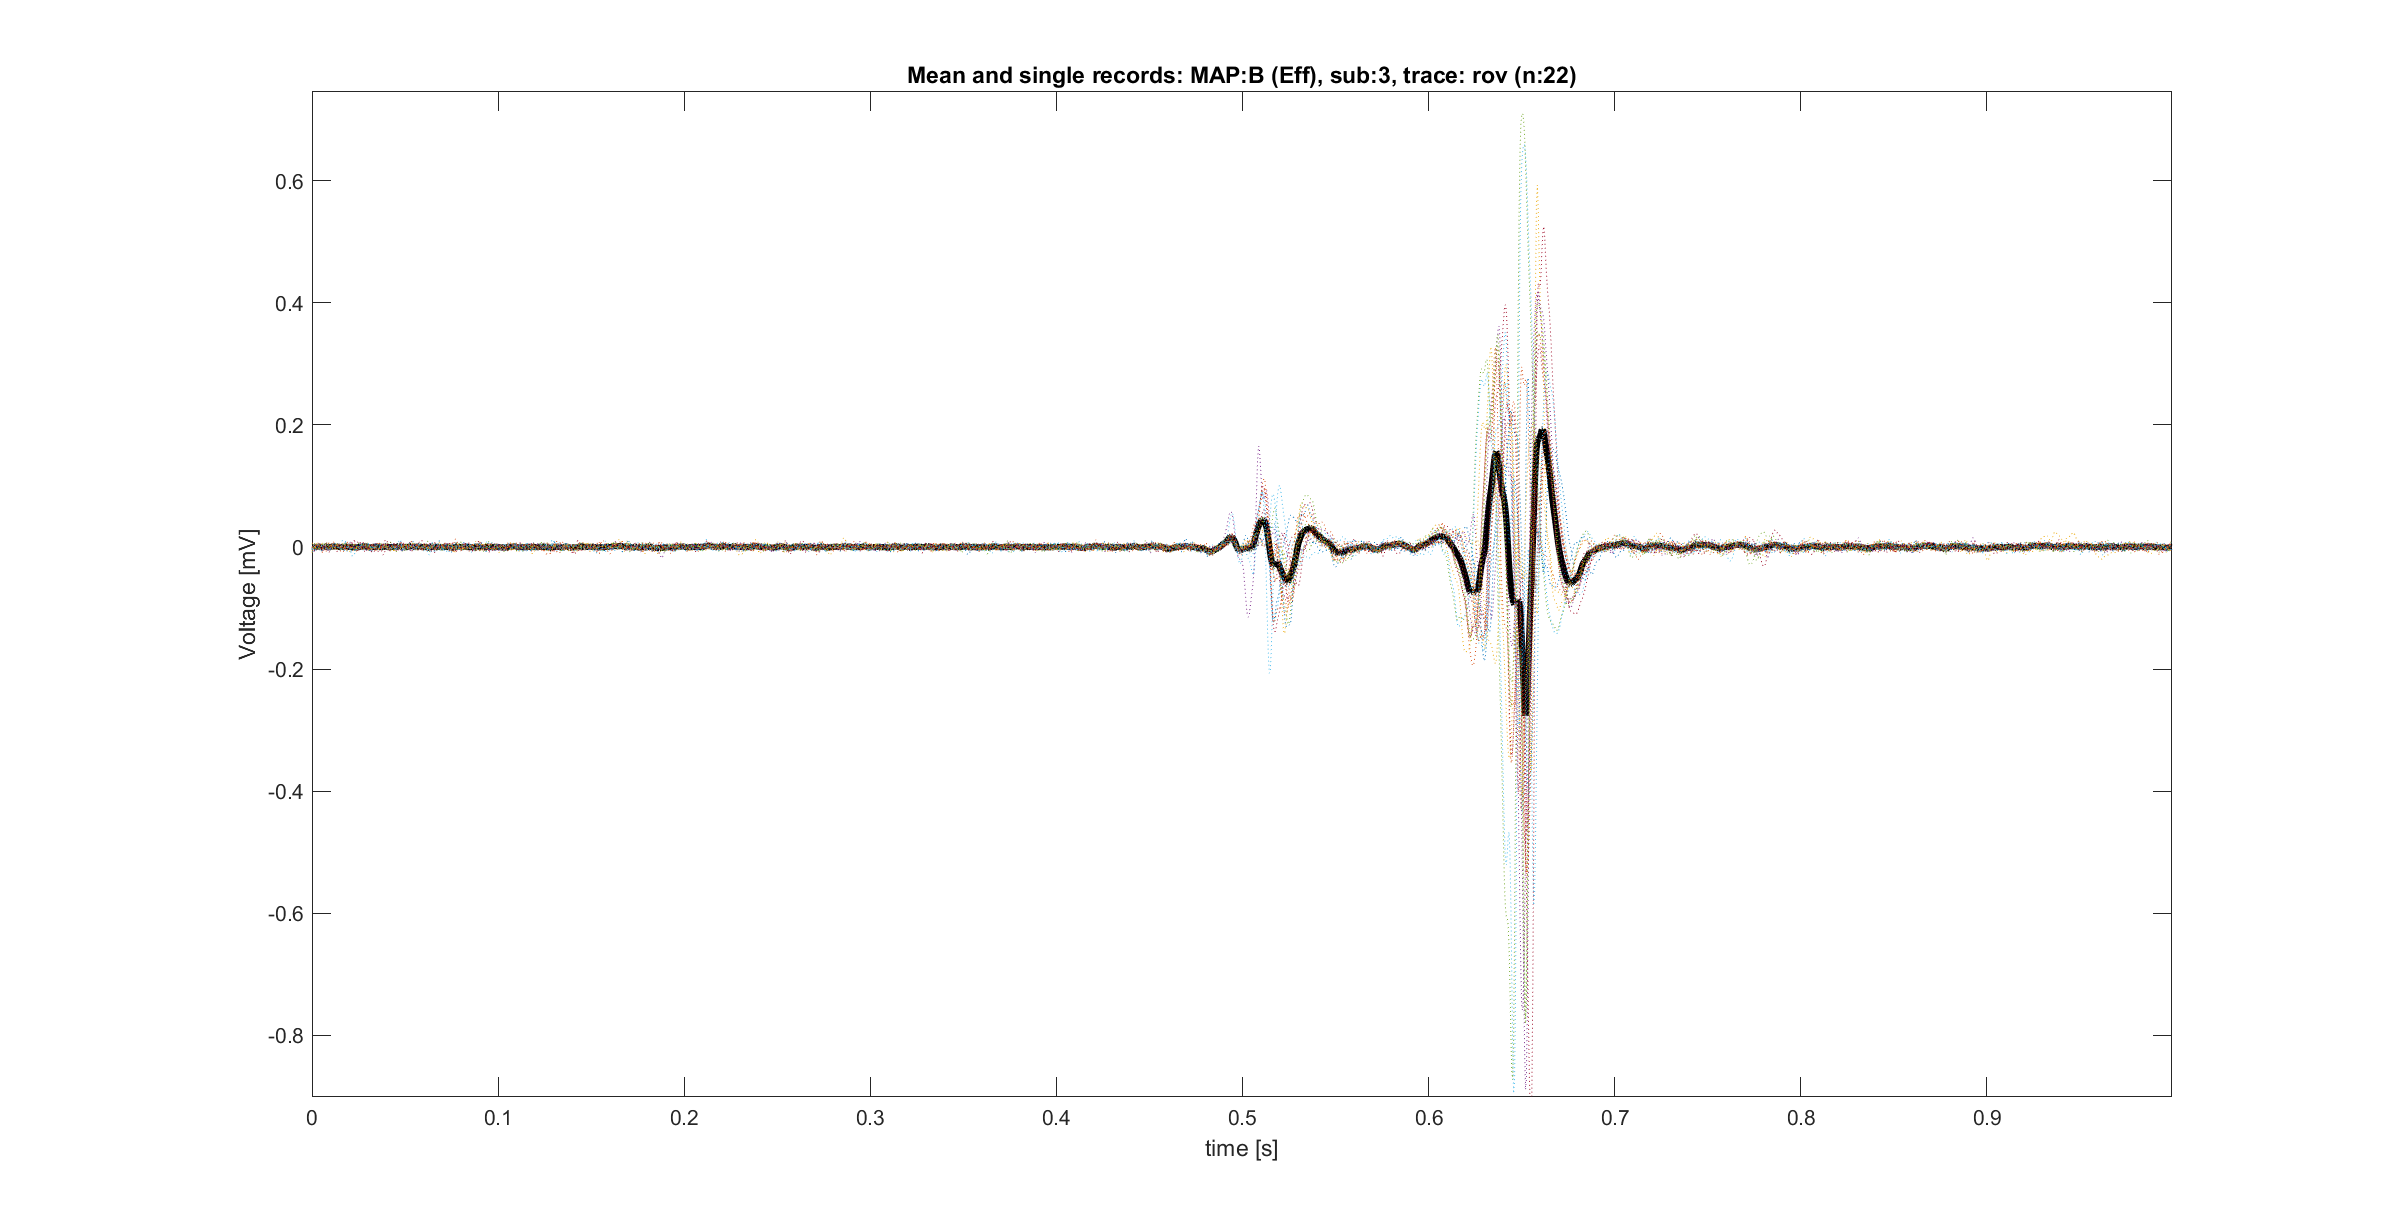 Mean and single records: MAP:B (Eff), sub:3, trace: rov (n:22)
0.6
0.4
0.2
0
-0.2
-0.4
-0.6
-0.8
Voltage [mV]
0 0.1 0.2 0.3 0.4 0.5 0.6 0.7 0.8 0.9
time [s]